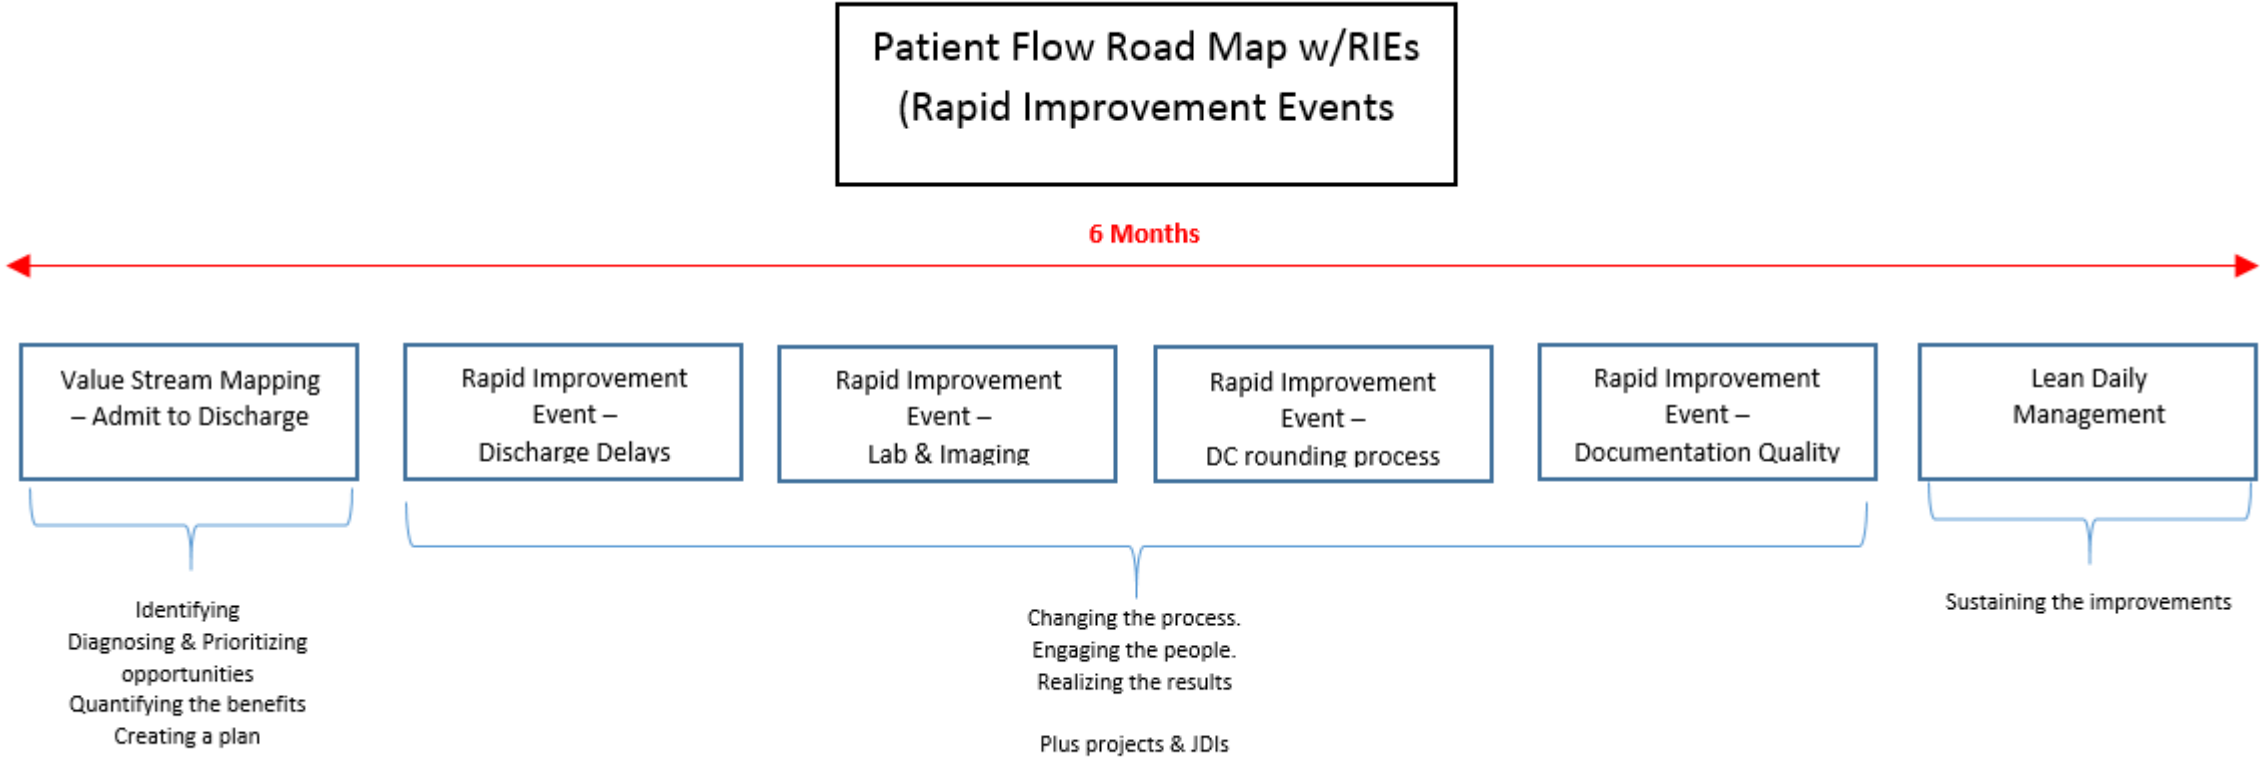 Patient Flow Road Map w/RIEs
(Rapid Improvement Events
6 Months
Value Stream Mapping
– Admit to Discharge
Rapid Improvement
Event –
Discharge Delays
Rapid Improvement
Event –
Lab & Imaging
Rapid Improvement
Event –
DC rounding process
Rapid Improvement
Event –
Documentation Quality
Lean Daily
Management
Identifying
Diagnosing & Prioritizing
opportunities
Quantifying the benefits
Creating a plan
Changing the process.
Engaging the people.
Realizing the results
Plus projects & JDIs
Sustaining the improvements